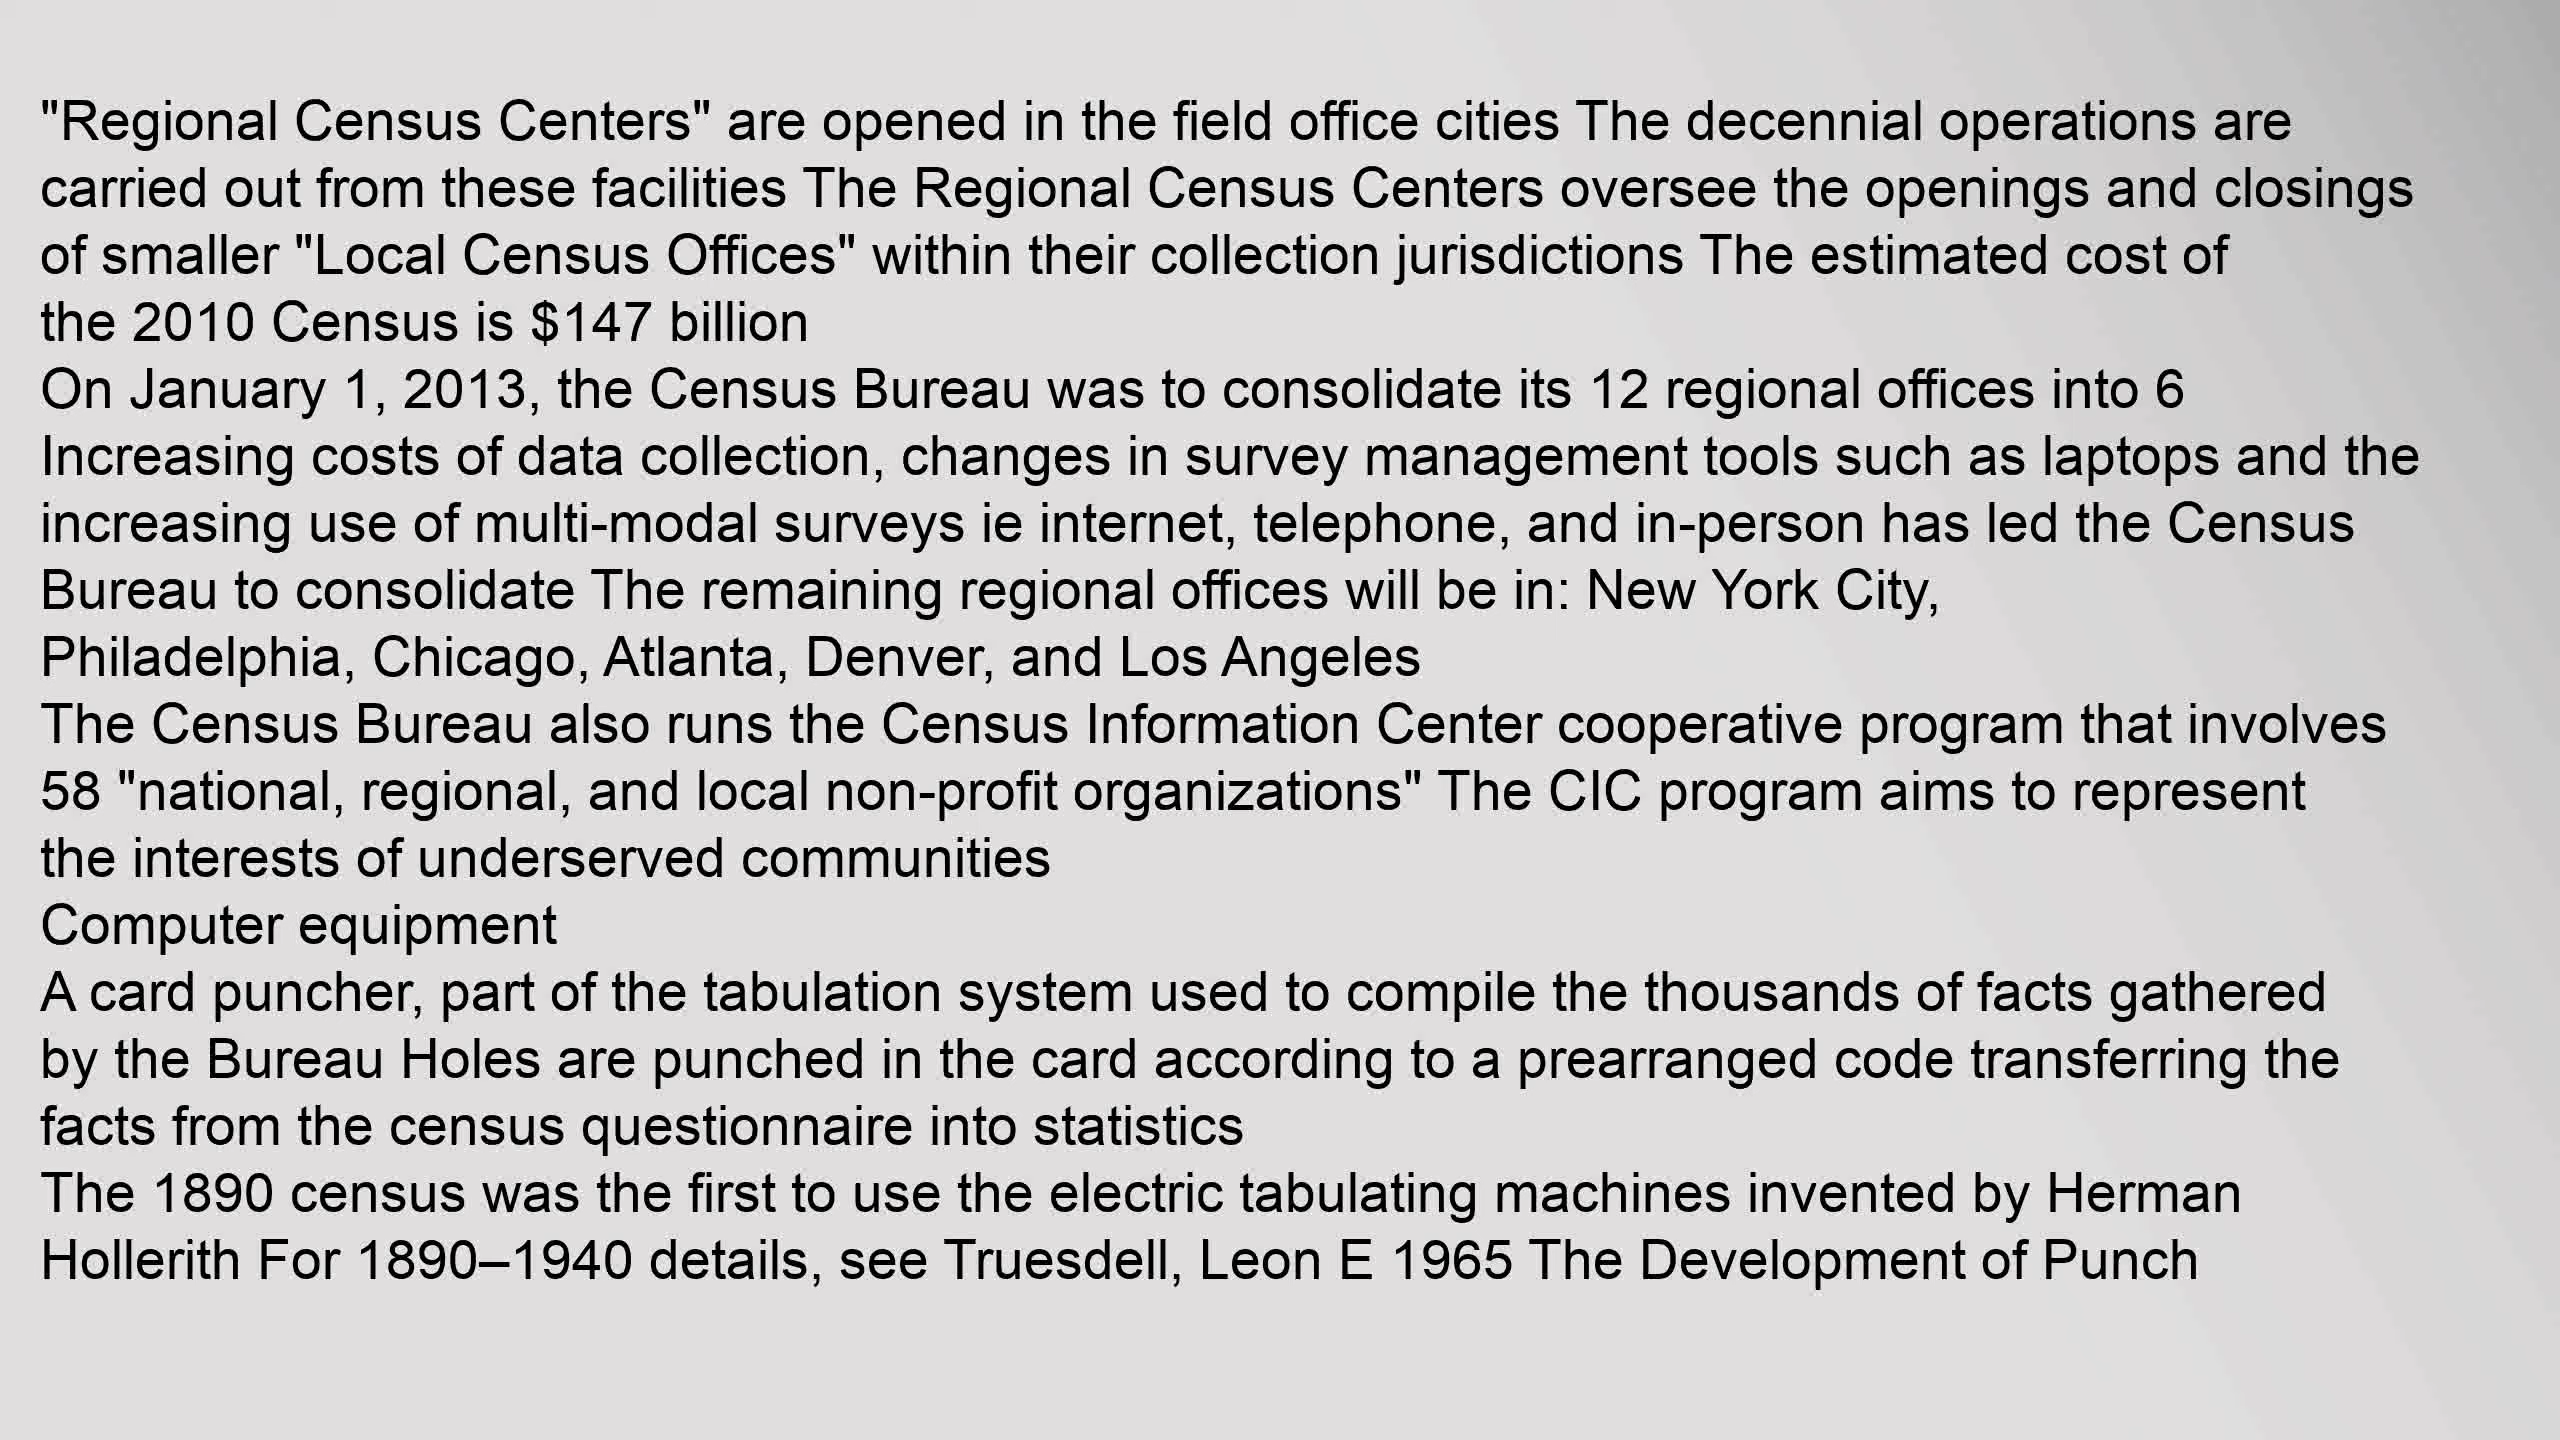 "Regional Census Centers" are opened in the field office cities The decennial operations are
carried out from these facilities The Regional Census Centers oversee the openings and closings
of smaller "Local Census Offices" within their collection jurisdictions The estimated cost of
the 2010 Census is $147 billion
On January 1, 2013, the Census Bureau was to consolidate its 12 regional offices into 6
Increasing costs of data collection, changes in survey management tools such as laptops and the
increasing use of multi-modal surveys ie internet, telephone, and in-person has led the Census
Bureau to consolidate The remaining regional offices will be in: New York City,
Philadelphia, Chicago, Atlanta, Denver, and Los Angeles
The Census Bureau also runs the Census Information Center cooperative program that involves
58 "national, regional, and local non-profit organizations" The CIC program aims to represent
the interests of underserved communities
Computer equipment
A card puncher, part of the tabulation system used to compile the thousands of facts gathered
by the Bureau Holes are punched in the card according to a prearranged code transferring the
facts from the census questionnaire into statistics
The 1890 census was the first to use the electric tabulating machines invented by Herman
Hollerith For 1890–1940 details, see Truesdell, Leon E 1965 The Development of Punch